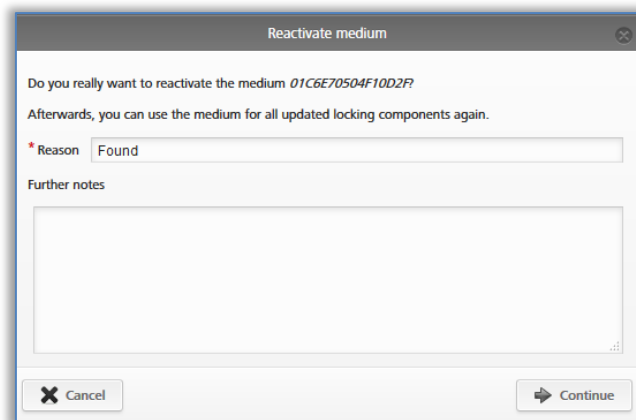 Reactivate medium
Do you really want to reactivate the medium 01C6E70504F10D2F?
Afterwards, you can use the medium for all updated locking components again.
* Reason Found
Further notes
Cancel Continue